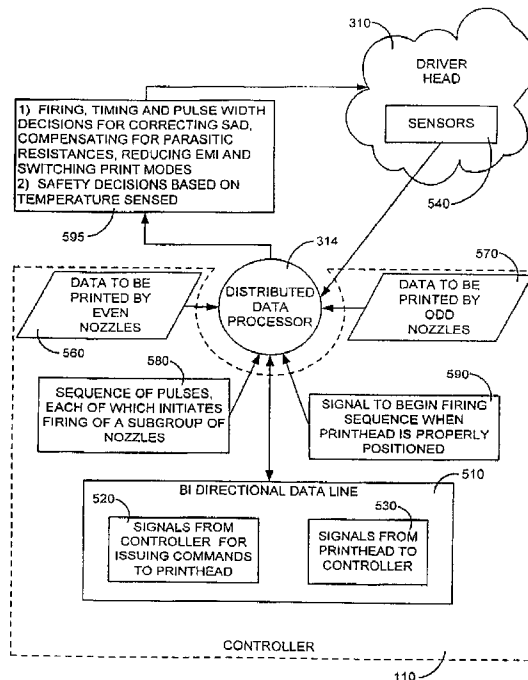 310
DRIVER
HEAD
SENSORS
540
1) FIRING, TIMING AND PULSE WIDTH
DECISIONS FOR CORRECTING SAD,
COMPENSATING FOR PARASITIC
RESISTANCES, REDUCING EMI AND
SWITCHING PRINT MODES
2) SAFETY DECISIONS BASED ON
TEMPERATURE SENSED
595
314
570
DATA TO BE
PRINTED BY
EVEN
NOZZLES
560
DISTRIBUTED
DATA
PROCESSOR
DATA TO BE
PRINTED BY
ODD
NOZZLES
580
SEQUENCE OF PULSES,
EACH OF WHICH INITIATES
FIRING OF A SUBGROUP OF
NOZZLES
590
SIGNAL TO BEGIN FIRING
SEQUENCE WHEN
PRINTHEAD IS PROPERLY
POSITIONED
510
BI DIRECTIONAL DATA LINE
520
SIGNALS FROM
CONTROLLER FOR
ISSUING COMMANDS
TO PRINTHEAD
530
SIGNALS FROM
PRINTHEAD TO
CONTROLLER
CONTROLLER
110